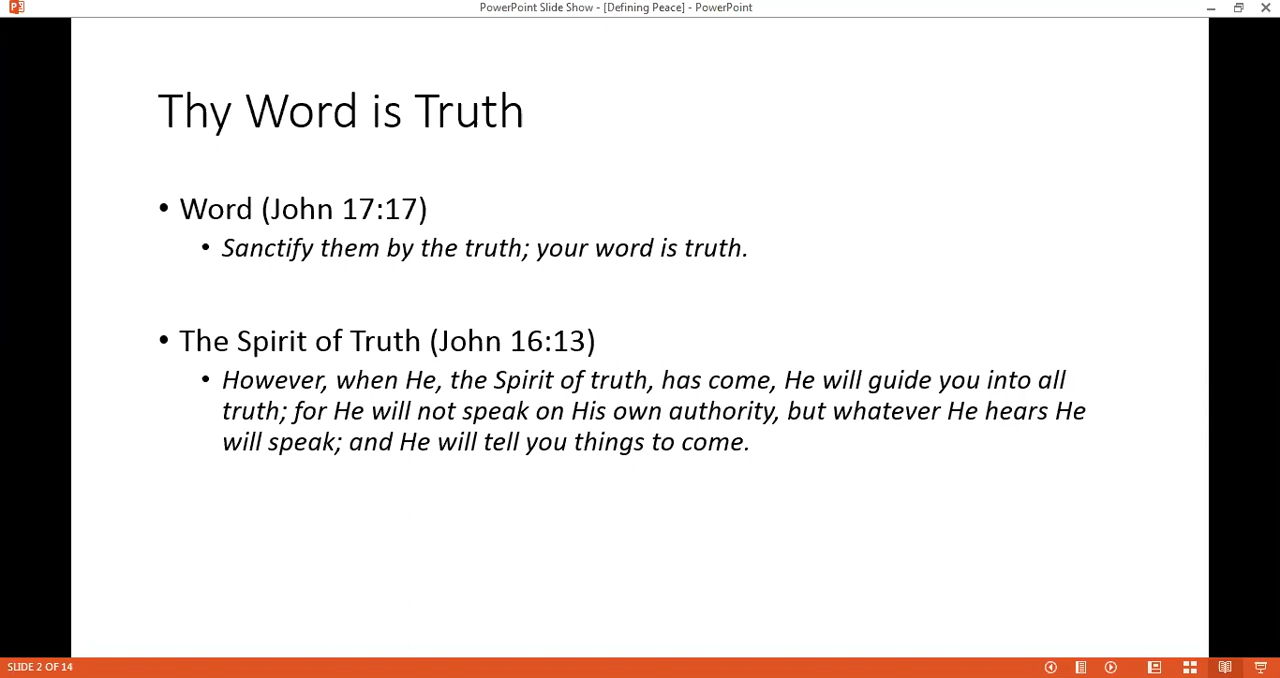 PowerPoint Slide Show - [Defining Peace] - PowerPoint
Thy Word is Truth
• Word (John 17:17)
• Sanctify them by the truth; your word is truth.
• The Spirit of Truth (John 16:13)
• However, when He, the Spirit of truth, has come, He will guide you into all
truth; for He will not speak on His own authority, but whatever He hears He
will speak; and He will tell you things to come.
SLIDE 2 OF 14